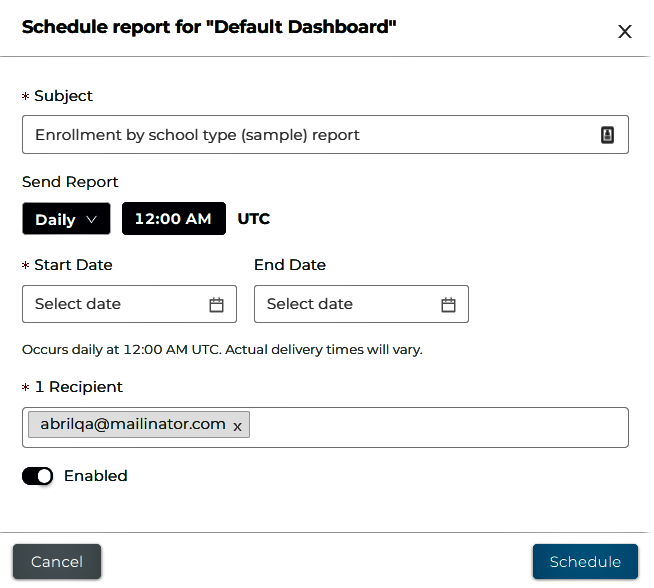 Schedule report for "Default Dashboard"
* Subject
Enrollment by school type (sample) report
Send Report
Daily 12:00 AM UTC
* Start Date End Date
Select date Select date
Occurs daily at 12:00 AM UTC. Actual delivery times will vary.
* 1 Recipient
abrilqa@mailinator.com x
Enabled
Cancel Schedule